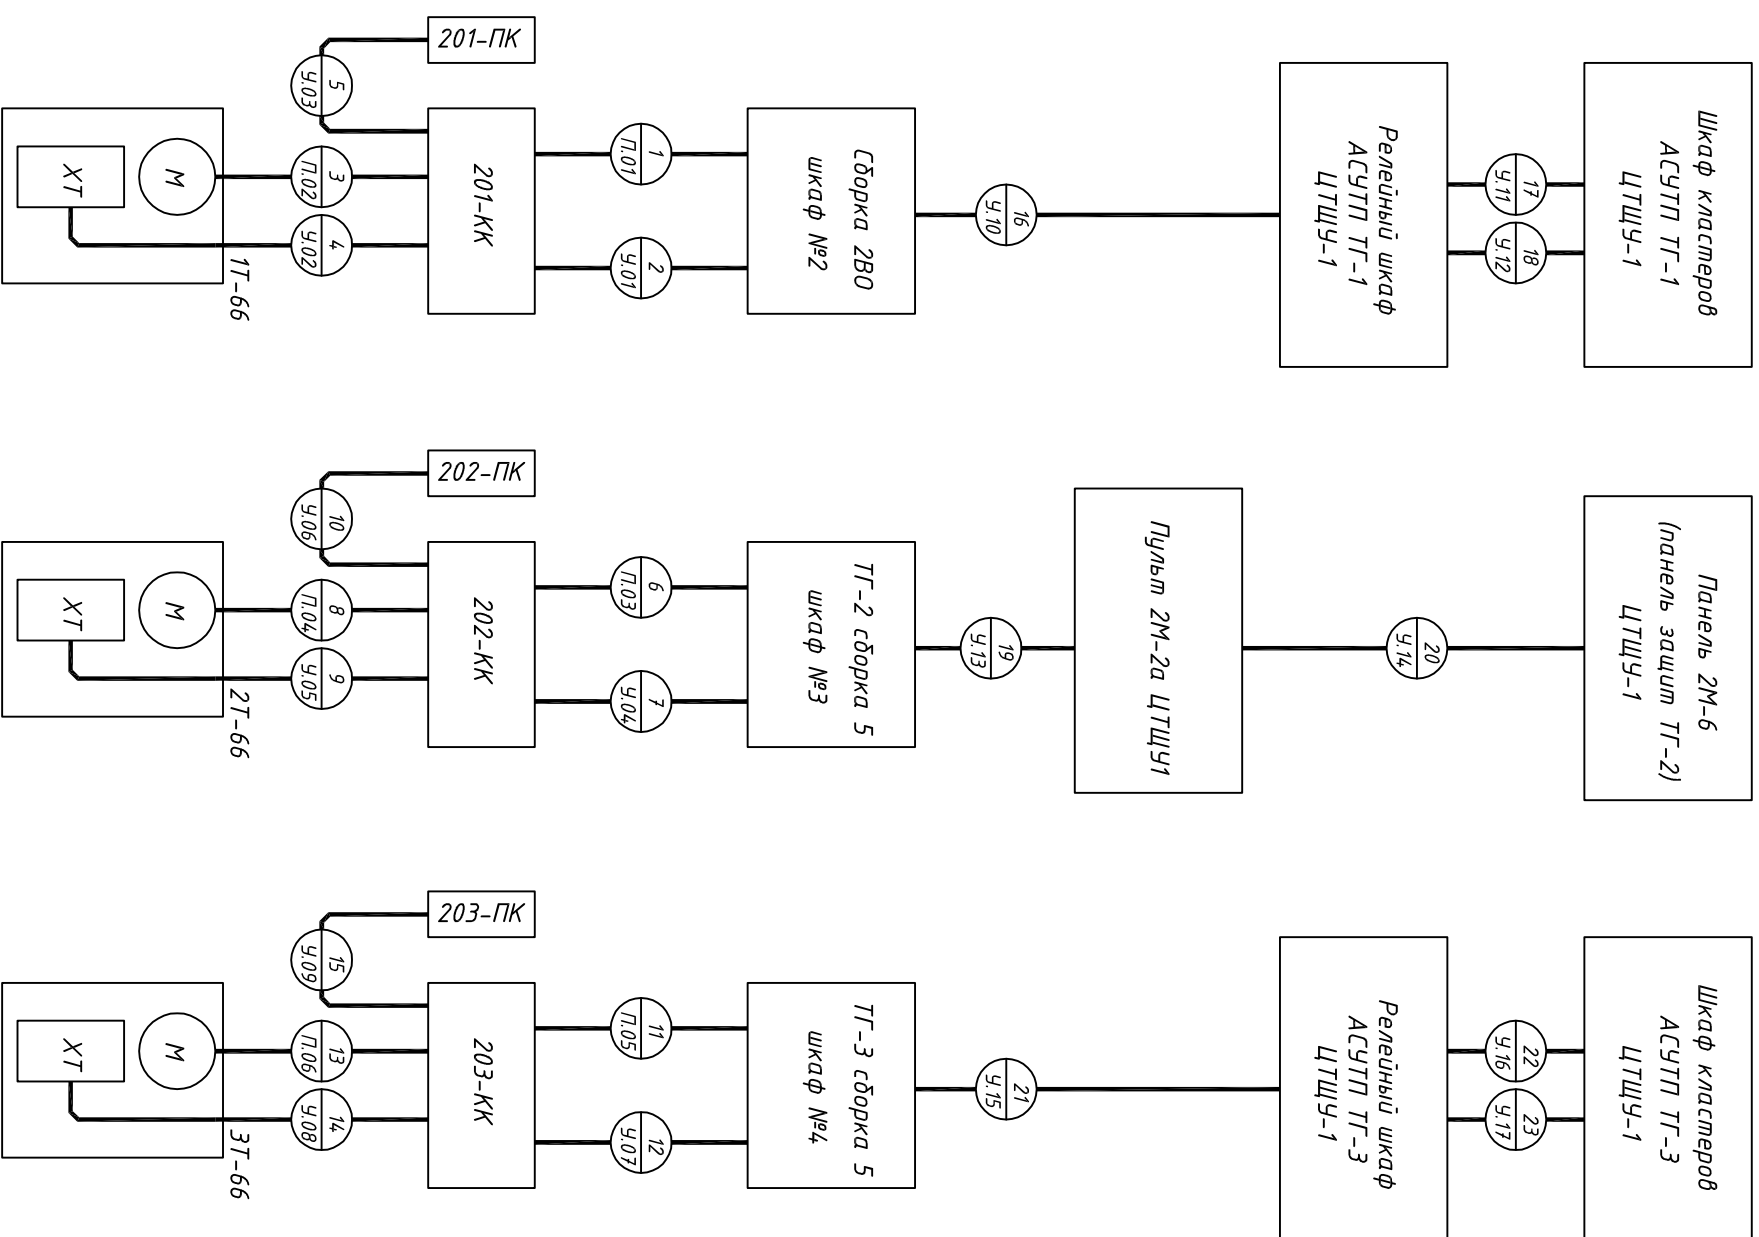 201-ПК
5
У.03
ХТ
М
3
П.02
4
У.02
1Т-66
201-КК
1
П.01
2
У.01
Сборка 2ВО
шкаф №2
16
У.10
Релейный шкаф
АСУТП ТГ-1
ЦТЩУ-1
17
У.11
18
У.12
Шкаф кластеров
АСУТП ТГ-1
ЦТЩУ-1
202-ПК
10
У.06
ХТ
М
8
П.04
9
У.05
2Т-66
202-КК
6
П.03
7
У.04
ТГ-2 сборка 5
шкаф №3
19
У.13
Пульт 2М-2а ЦТЩУ1
20
У.14
Панель 2М-6
(панель защит ТГ-2)
ЦТЩУ-1
203-ПК
15
У.09
ХТ
М
13
П.06
14
У.08
3Т-66
203-КК
11
П.05
12
У.07
ТГ-3 сборка 5
шкаф №4
21
У.15
Релейный шкаф
АСУТП ТГ-3
ЦТЩУ-1
22
У.16
23
У.17
Шкаф кластеров
АСУТП ТГ-3
ЦТЩУ-1